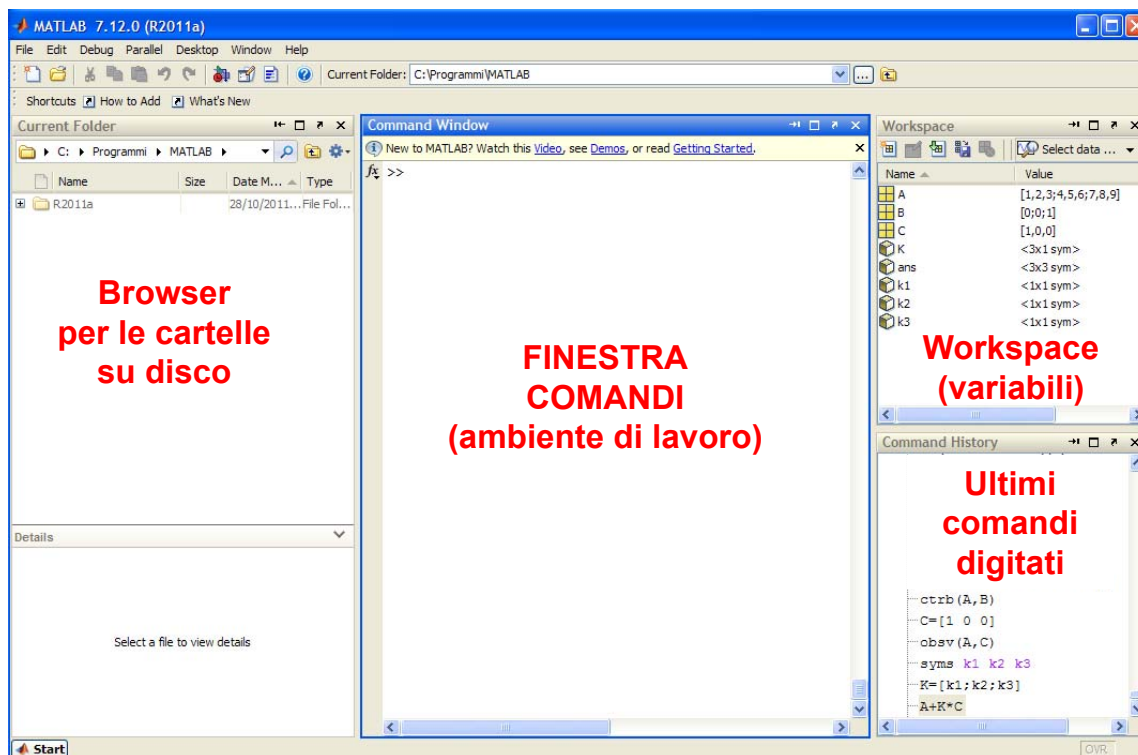 MATLAB 7.12.0 (R2011a)
File Edit Debug Parallel Desktop Window Help
Current Folder: C:\Programmi\MATLAB
Shortcuts How to Add What's New
Current Folder
C: Programmi MATLAB
Name Size Date M... Type
R2011a 28/10/2011... File Fol...
Browser
per le cartelle
su disco
Details
Select a file to view details
Command Window
New to MATLAB? Watch this Video, see Demos, or read Getting Started.
fx >>
FINESTRA
COMANDI
(ambiente di lavoro)
Workspace
Select data ...
Name Value
A [1,2,3;4,5,6;7,8,9]
B [0;0;1]
C [1,0,0]
K <3x1 sym>
ans <3x3 sym>
k1 <1x1 sym>
k2 <1x1 sym>
k3 <1x1 sym>
Workspace
(variabili)
Command History
Ultimi
comandi
digitati
ctrb(A,B)
C=[1 0 0]
obsv(A,C)
syms k1 k2 k3
K=[k1;k2;k3]
A+K*C
Start
OVR